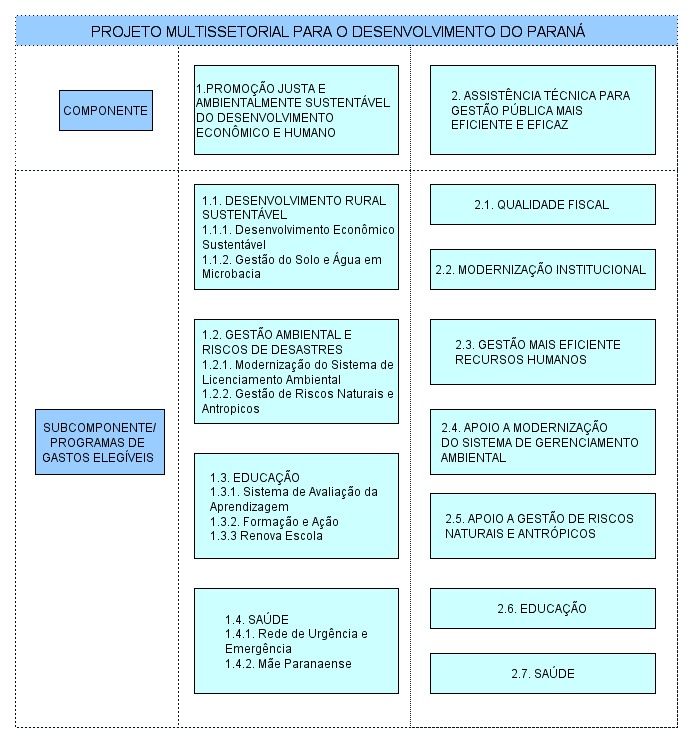 PROJETO MULTISSETORIAL PARA O DESENVOLVIMENTO DO PARANÁ
COMPONENTE
1.PROMOÇÃO JUSTA E
AMBIENTALMENTE SUSTENTÁVEL
DO DESENVOLVIMENTO
ECONÔMICO E HUMANO
2. ASSISTÊNCIA TÉCNICA PARA
GESTÃO PÚBLICA MAIS
EFICIENTE E EFICAZ
SUBCOMPONENTE/
PROGRAMAS DE
GASTOS ELEGÍVEIS
1.1. DESENVOLVIMENTO RURAL
SUSTENTÁVEL
1.1.1. Desenvolvimento Econômico
Sustentável
1.1.2. Gestão do Solo e Água em
Microbacia
1.2. GESTÃO AMBIENTAL E
RISCOS DE DESASTRES
1.2.1. Modernização do Sistema de
Licenciamento Ambiental
1.2.2. Gestão de Riscos Naturais e
Antropicos
1.3. EDUCAÇÃO
1.3.1. Sistema de Avaliação da
Aprendizagem
1.3.2. Formação e Ação
1.3.3 Renova Escola
1.4. SAÚDE
1.4.1. Rede de Urgência e
Emergência
1.4.2. Mãe Paranaense
2.1. QUALIDADE FISCAL
2.2. MODERNIZAÇÃO INSTITUCIONAL
2.3. GESTÃO MAIS EFICIENTE
RECURSOS HUMANOS
2.4. APOIO A MODERNIZAÇÃO
DO SISTEMA DE GERENCIAMENTO
AMBIENTAL
2.5. APOIO A GESTÃO DE RISCOS
NATURAIS E ANTRÓPICOS
2.6. EDUCAÇÃO
2.7. SAÚDE